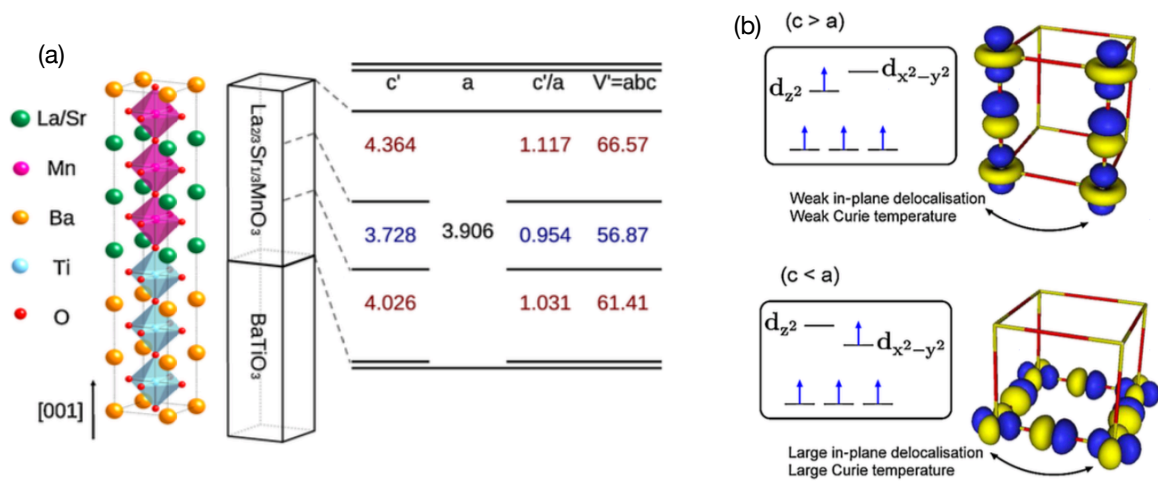 (a)
La/Sr
Mn
Ba
Ti
O
[001]
La2/3Sr1/3MnO3
BaTiO3
c' a c'/a V'=abc
4.364 1.117 66.57
3.728 3.906 0.954 56.87
4.026 1.031 61.41
(b)
(c > a)
dz2 dx2−y2
Weak in-plane delocalisation
Weak Curie temperature
(c < a)
dz2 dx2−y2
Large in-plane delocalisation
Large Curie temperature